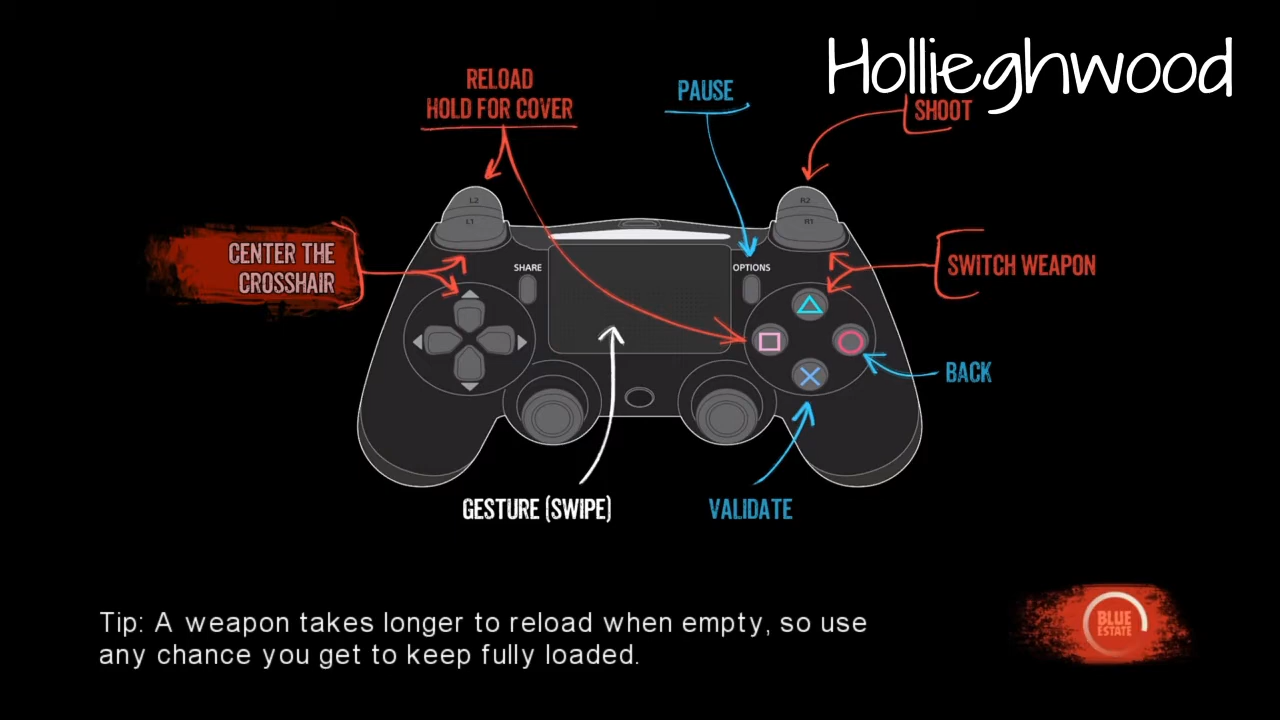 Hollieghwood
RELOAD
HOLD FOR COVER
PAUSE
SHOOT
L2
L1
R2
R1
CENTER THE
CROSSHAIR
SHARE
OPTIONS
SWITCH WEAPON
BACK
GESTURE (SWIPE)
VALIDATE
Tip: A weapon takes longer to reload when empty, so use
any chance you get to keep fully loaded.
BLUE
ESTATE